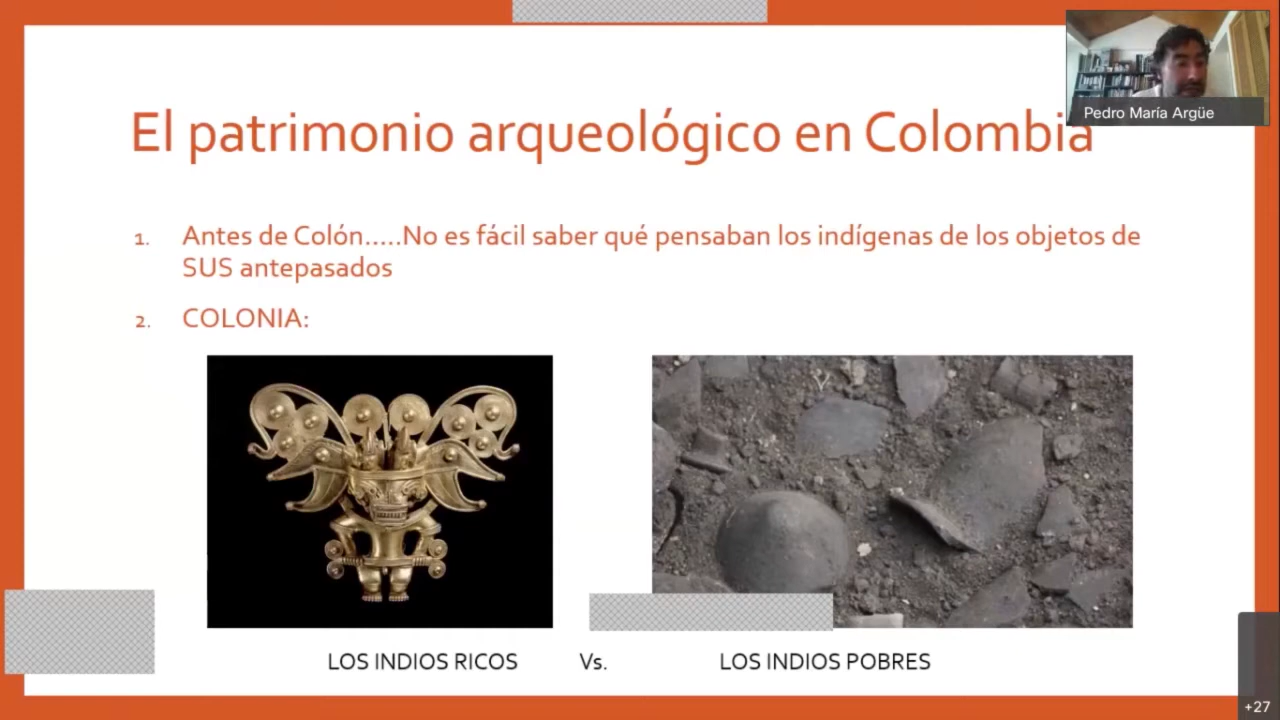 El patrimonio arqueológico en Colombia
Pedro María Argüe
1. Antes de Colón.....No es fácil saber qué pensaban los indígenas de los objetos de
SUS antepasados
2. COLONIA:
LOS INDIOS RICOS Vs. LOS INDIOS POBRES
+27